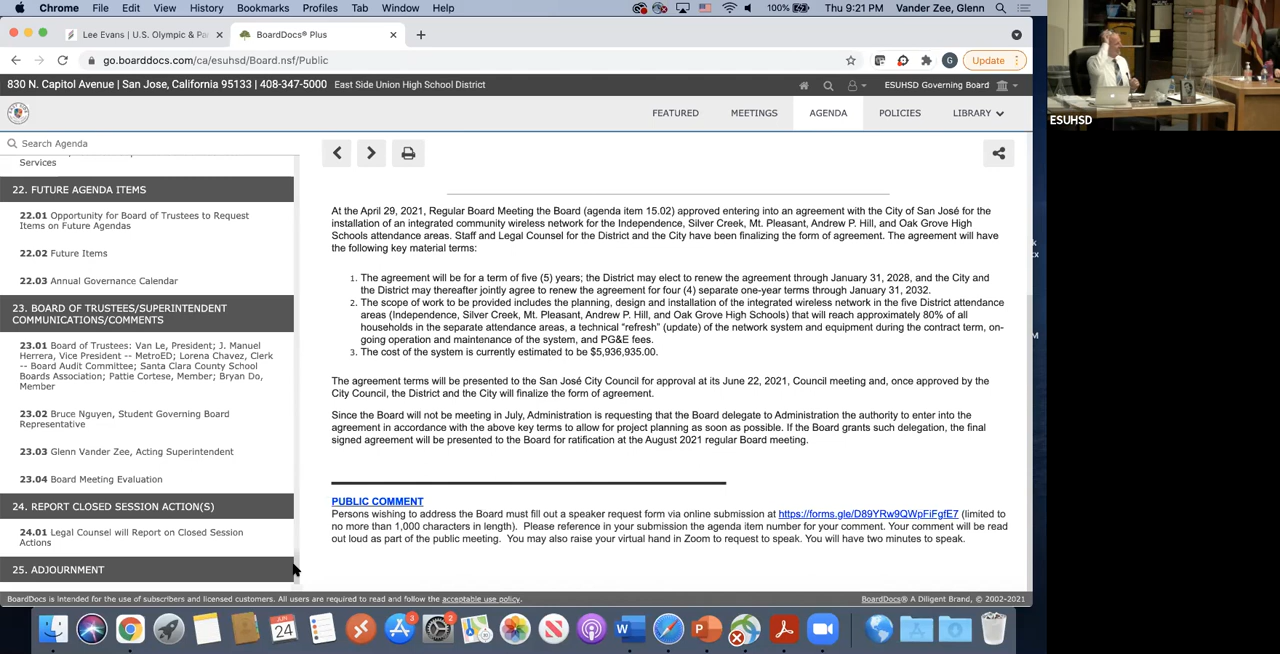 Chrome File Edit View History Bookmarks Profiles Tab Window Help 100% Thu 9:21 PM Vander Zee, Glenn
Lee Evans | U.S. Olympic & Pa BoardDocs® Plus
go.boarddocs.com/ca/esuhsd/Board.nsf/Public G Update
830 N. Capitol Avenue | San Jose, California 95133 | 408-347-5000 East Side Union High School District ESUHSD Governing Board
ESUHSD
FEATURED MEETINGS AGENDA POLICIES LIBRARY
Search Agenda
Services
22. FUTURE AGENDA ITEMS
22.01 Opportunity for Board of Trustees to Request
Items on Future Agendas
22.02 Future Items
22.03 Annual Governance Calendar
23. BOARD OF TRUSTEES/SUPERINTENDENT
COMMUNICATIONS/COMMENTS
23.01 Board of Trustees: Van Le, President; J. Manuel
Herrera, Vice President -- MetroED; Lorena Chavez, Clerk
-- Board Audit Committee; Santa Clara County School
Boards Association; Pattie Cortese, Member; Bryan Do,
Member
23.02 Bruce Nguyen, Student Governing Board
Representative
23.03 Glenn Vander Zee, Acting Superintendent
23.04 Board Meeting Evaluation
24. REPORT CLOSED SESSION ACTION(S)
24.01 Legal Counsel will Report on Closed Session
Actions
25. ADJOURNMENT
At the April 29, 2021, Regular Board Meeting the Board (agenda item 15.02) approved entering into an agreement with the City of San José for the
installation of an integrated community wireless network for the Independence, Silver Creek, Mt. Pleasant, Andrew P. Hill, and Oak Grove High
Schools attendance areas. Staff and Legal Counsel for the District and the City have been finalizing the form of agreement. The agreement will have
the following key material terms:
1. The agreement will be for a term of five (5) years; the District may elect to renew the agreement through January 31, 2028, and the City and
the District may thereafter jointly agree to renew the agreement for four (4) separate one-year terms through January 31, 2032.
2. The scope of work to be provided includes the planning, design and installation of the integrated wireless network in the five District attendance
areas (Independence, Silver Creek, Mt. Pleasant, Andrew P. Hill, and Oak Grove High Schools) that will reach approximately 80% of all
households in the separate attendance areas, a technical “refresh” (update) of the network system and equipment during the contract term, on-
going operation and maintenance of the system, and PG&E fees.
3. The cost of the system is currently estimated to be $5,936,935.00.
The agreement terms will be presented to the San José City Council for approval at its June 22, 2021, Council meeting and, once approved by the
City Council, the District and the City will finalize the form of agreement.
Since the Board will not be meeting in July, Administration is requesting that the Board delegate to Administration the authority to enter into the
agreement in accordance with the above key terms to allow for project planning as soon as possible. If the Board grants such delegation, the final
signed agreement will be presented to the Board for ratification at the August 2021 regular Board meeting.
PUBLIC COMMENT
Persons wishing to address the Board must fill out a speaker request form via online submission at https://forms.gle/D89YRw9QWpFiFgfE7 (limited to
no more than 1,000 characters in length). Please reference in your submission the agenda item number for your comment. Your comment will be read
out loud as part of the public meeting. You may also raise your virtual hand in Zoom to request to speak. You will have two minutes to speak.
BoardDocs is intended for the use of subscribers and licensed customers. All users are required to read and follow the acceptable use policy. BoardDocs® A Diligent Brand, © 2002-2021
JUN
24 3 2 W P